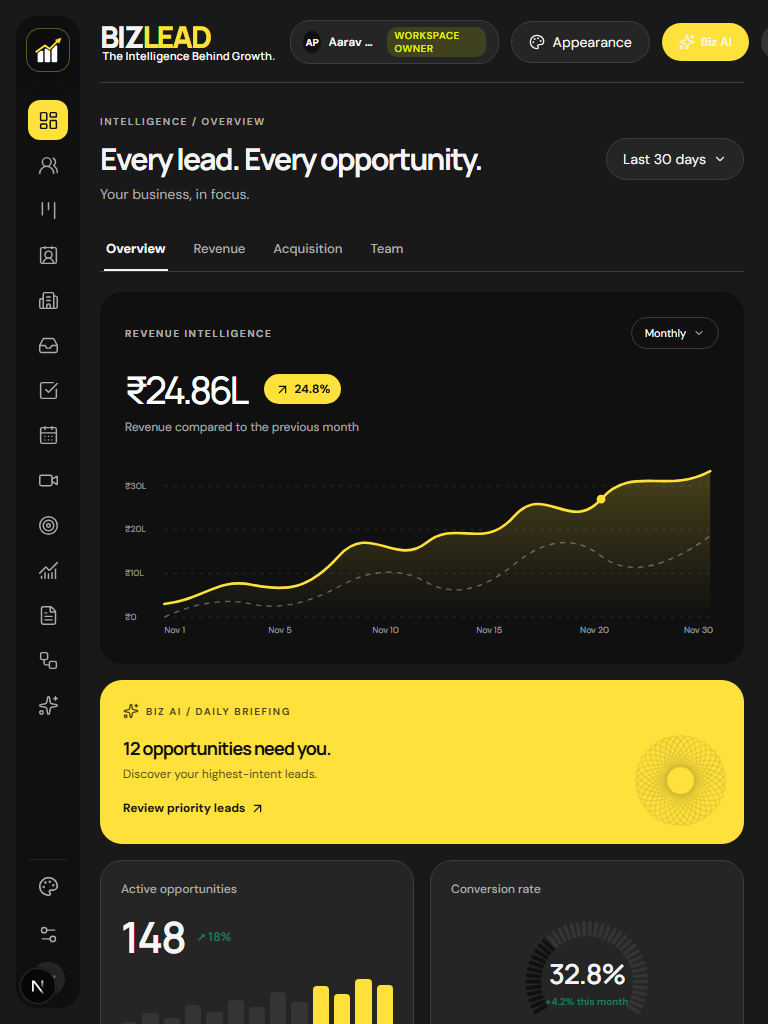 BIZLEAD
The Intelligence Behind Growth.
AP
Aarav ...
WORKSPACE
OWNER
Appearance
Biz AI
INTELLIGENCE / OVERVIEW
Every lead. Every opportunity.
Last 30 days
Your business, in focus.
Overview
Revenue
Acquisition
Team
REVENUE INTELLIGENCE
Monthly
₹24.86L
24.8%
Revenue compared to the previous month
₹30L
₹20L
₹10L
₹0
Nov 1
Nov 5
Nov 10
Nov 15
Nov 20
Nov 30
BIZ AI / DAILY BRIEFING
12 opportunities need you.
Discover your highest-intent leads.
Review priority leads
Active opportunities
148
↗ 18%
Conversion rate
32.8%
+4.2% this month
N